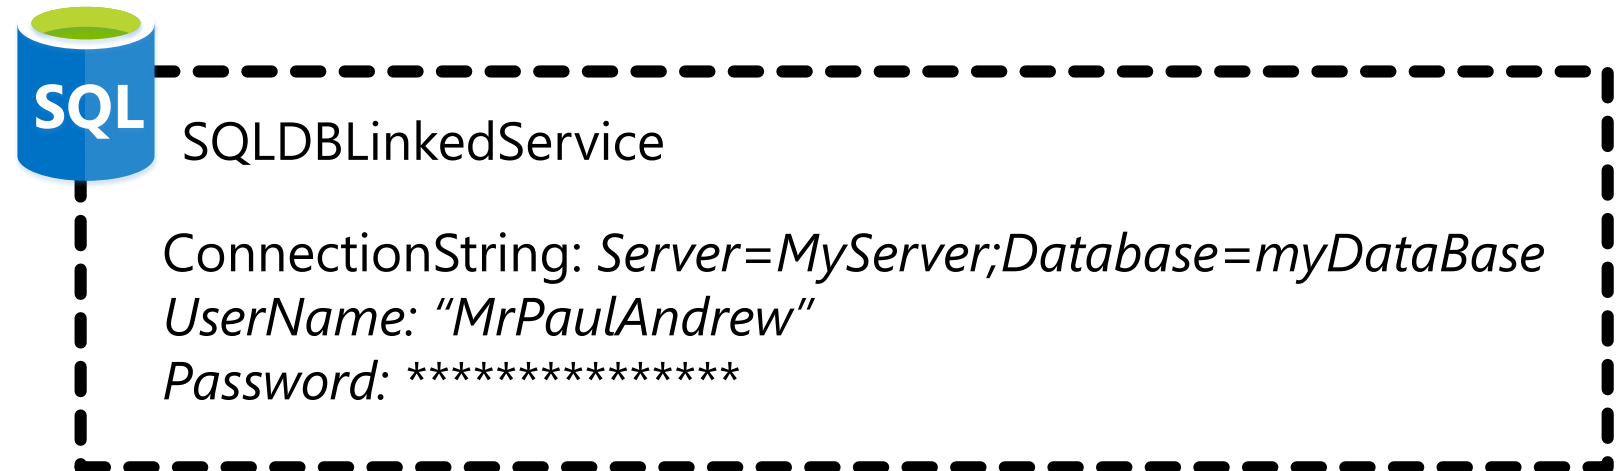 SQL
SQLDBLinkedService
ConnectionString: Server=MyServer;Database=myDataBase
UserName: “MrPaulAndrew”
Password: ***************